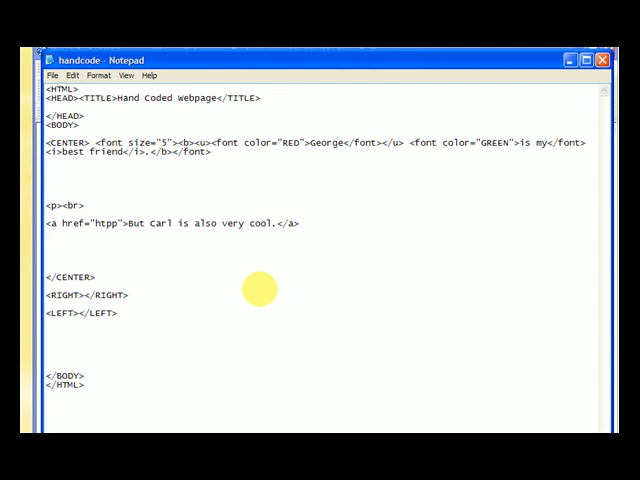 handcode - Notepad
File Edit Format View Help
<HTML>
<HEAD><TITLE>Hand Coded Webpage</TITLE>
</HEAD>
<BODY>
<CENTER> <font size="5"><b><u><font color="RED">George</font></u> <font color="GREEN">is my</font>
<i>best friend</i>.</b></font>
<p><br>
<a href="htpp">But Carl is also very cool.</a>
</CENTER>
<RIGHT></RIGHT>
<LEFT></LEFT>
</BODY>
</HTML>